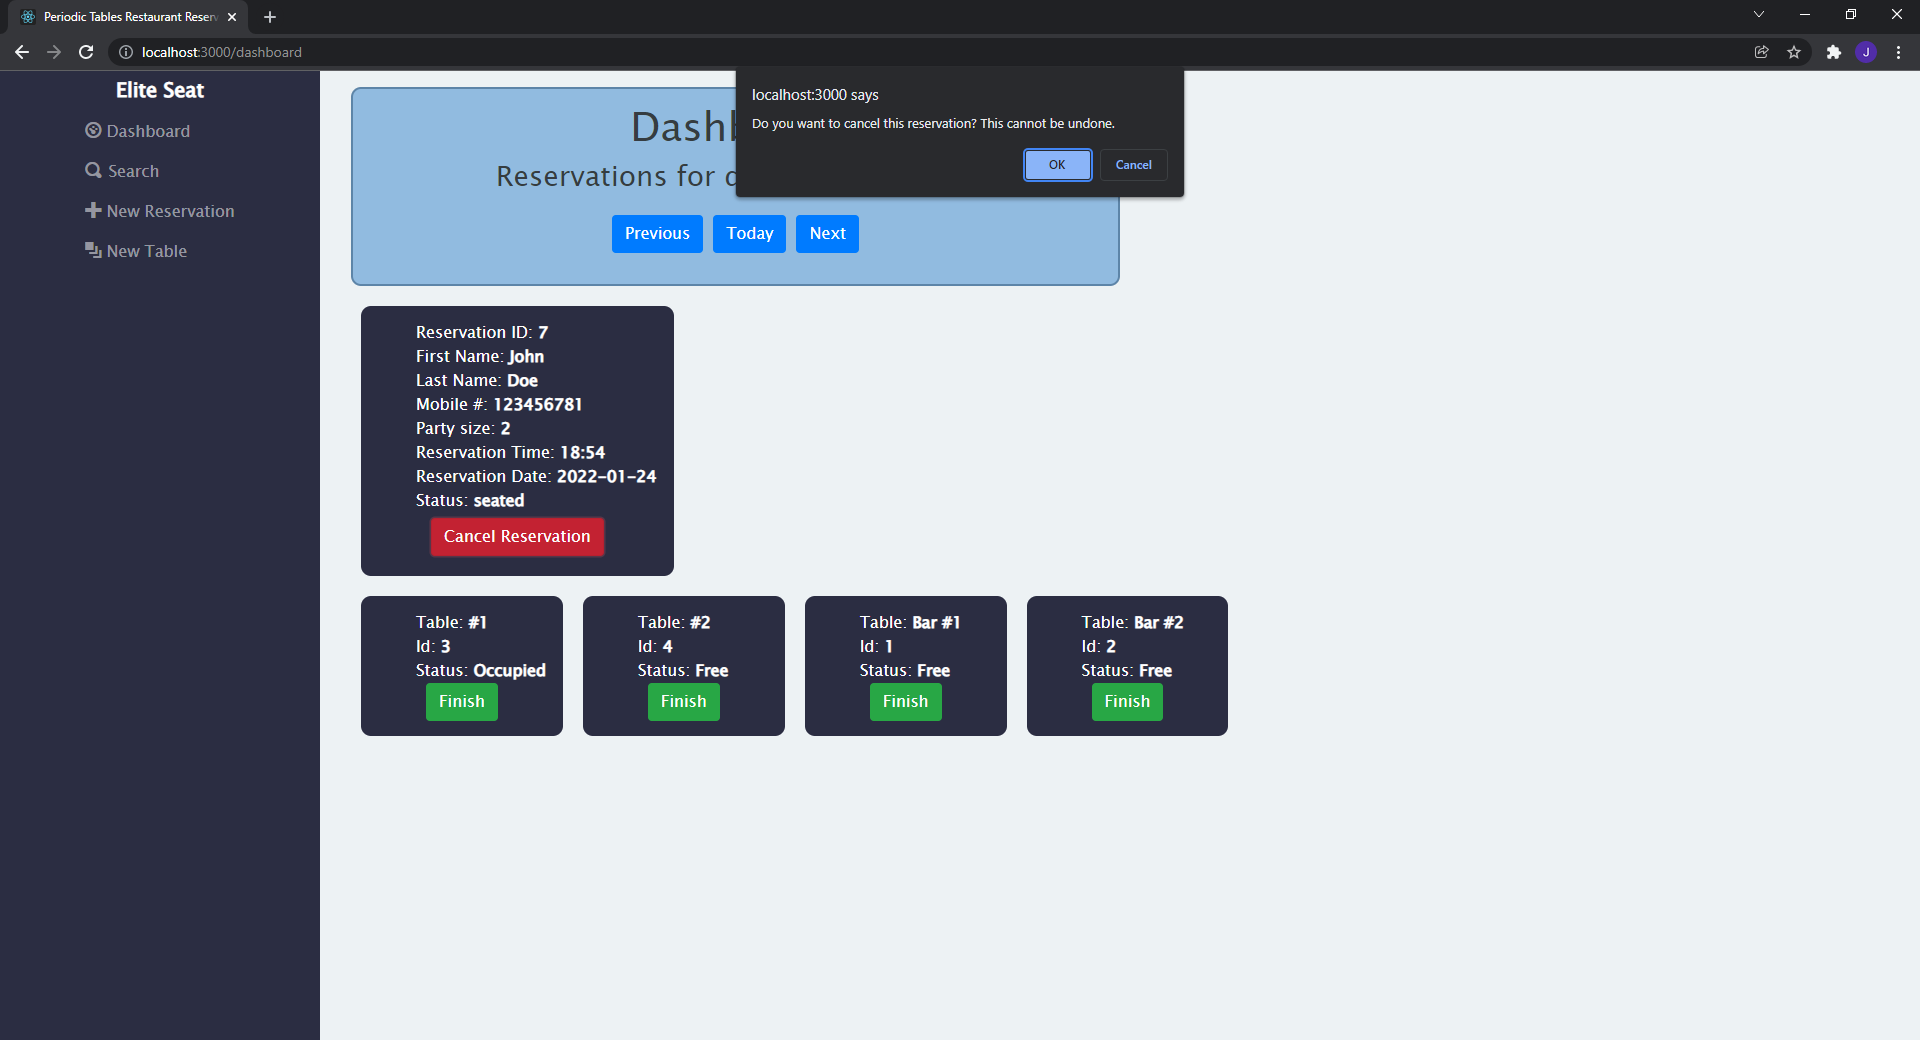 Periodic Tables Restaurant Reser
localhost:3000/dashboard
J
localhost:3000 says
Do you want to cancel this reservation? This cannot be undone.
OK
Cancel
Elite Seat
Dashboard
Search
New Reservation
New Table
Dashb
Reservations for d
Previous
Today
Next
Reservation ID: 7
First Name: John
Last Name: Doe
Mobile #: 123456781
Party size: 2
Reservation Time: 18:54
Reservation Date: 2022-01-24
Status: seated
Cancel Reservation
Table: #1
Id: 3
Status: Occupied
Finish
Table: #2
Id: 4
Status: Free
Finish
Table: Bar #1
Id: 1
Status: Free
Finish
Table: Bar #2
Id: 2
Status: Free
Finish